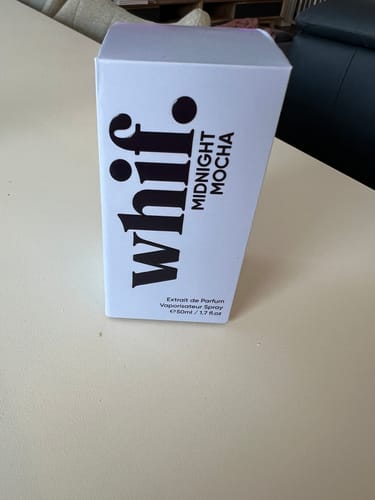 whif.
MIDNIGHT
MOCHA
Extrait de Parfum
Vaporisateur Spray
℮50ml / 1.7 fl.oz